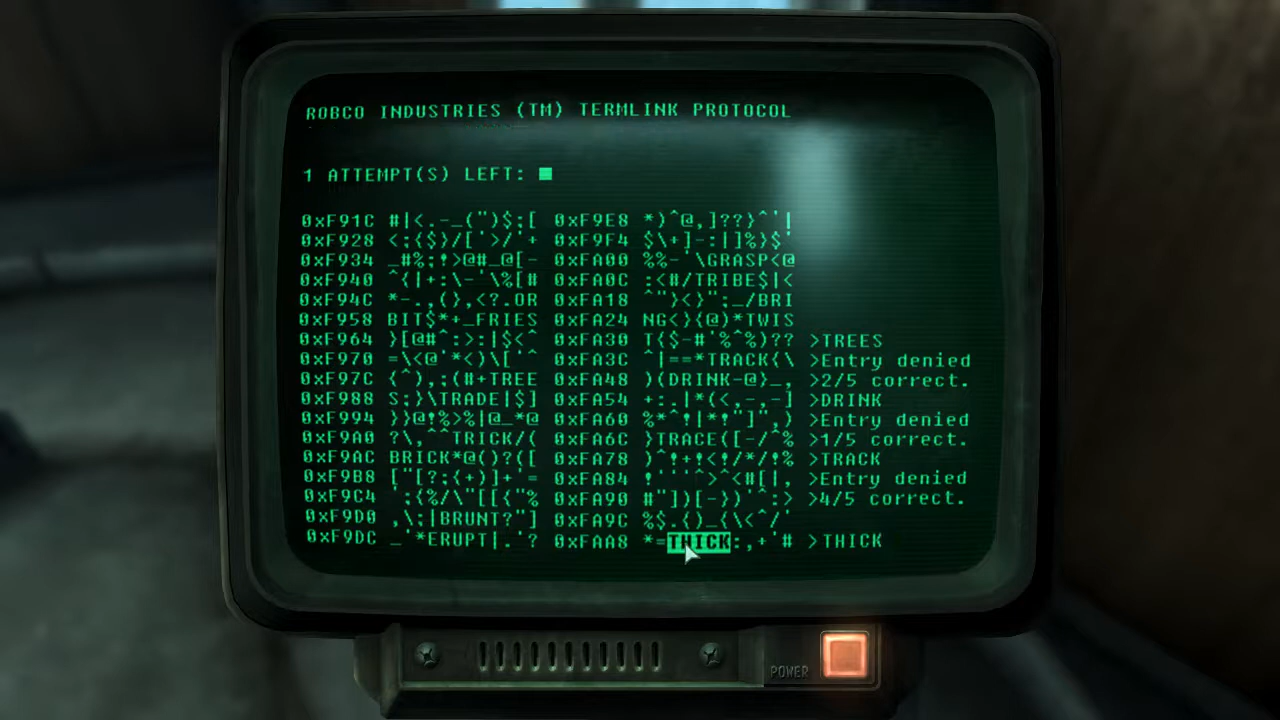 ROBCO INDUSTRIES (TM) TERMLINK PROTOCOL
1 ATTEMPT(S) LEFT: ■
0xF91C #|<.-_(")$;[ 0xF9E8 *)^@,]??}^'|
0xF928 <;{$}/['>/'+ 0xF9F4 $\+]-:|]%}$'
0xF934 _#%;!>@#_@[- 0xFA00 %%-'\GRASP<@
0xF940 ^{|+:\-'\%[# 0xFA0C :<#/TRIBE$|<
0xF94C *-.,(},<?.OR 0xFA18 ^"}<}";_/BRI
0xF958 BIT$*+_FRIES 0xFA24 NG<}{@)*TWIS
0xF964 }[@#^:>:|$<^ 0xFA30 T{$-#'%^%)?? >TREES
0xF970 =\<@'*<)\['^ 0xFA3C ^|==*TRACK{\ >Entry denied
0xF97C {^),;(#+TREE 0xFA48 )(DRINK-@}_, >2/5 correct.
0xF988 S;}\TRADE|$] 0xFA54 +:.|*(<,-,-] >DRINK
0xF994 }}@!%>%|@_*@ 0xFA60 %*^!|*!"]",) >Entry denied
0xF9A0 ?\,^^TRICK/( 0xFA6C }TRACE([-/^% >1/5 correct.
0xF9AC BRICK*@()?([ 0xFA78 )^!+!<!/*/!% >TRACK
0xF9B8 ["[?;{+)]+'= 0xFA84 !'''^>^<#[|, >Entry denied
0xF9C4 ';{%/\"[[{"% 0xFA90 #"])[-})'^:> >4/5 correct.
0xF9D0 ,\;|BRUNT?"] 0xFA9C %$.{)_{\<^/'
0xF9DC _'*ERUPT|.'? 0xFAA8 *=THICK:,+'# >THICK
POWER